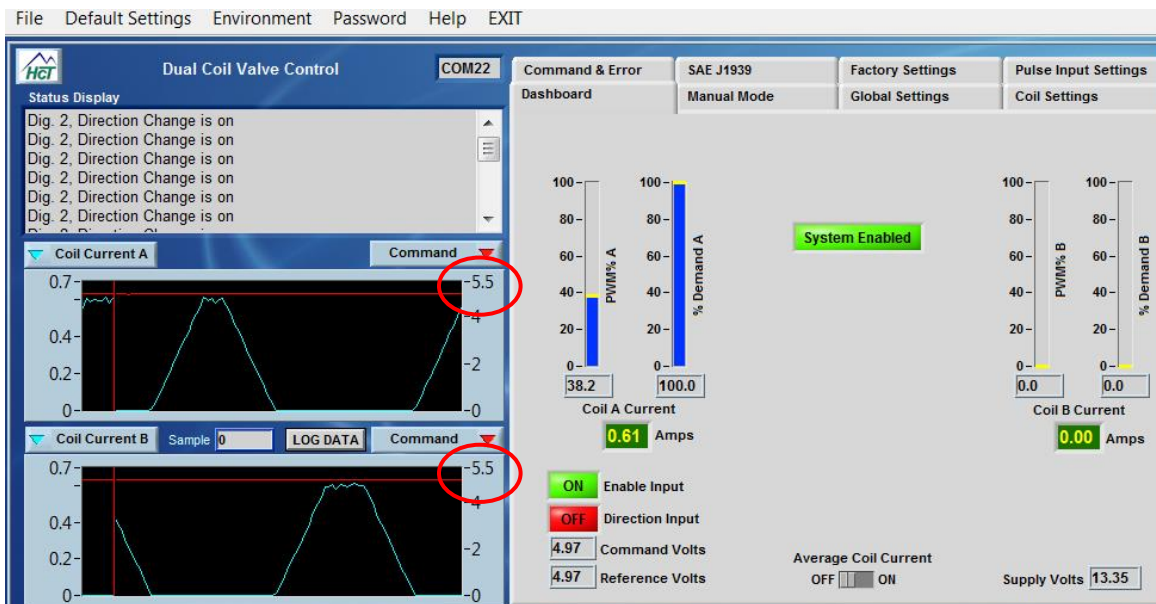 File Default Settings Environment Password Help EXIT
HCT Dual Coil Valve Control COM22
Status Display
Dig. 2, Direction Change is on
Dig. 2, Direction Change is on
Dig. 2, Direction Change is on
Dig. 2, Direction Change is on
Dig. 2, Direction Change is on
Dig. 2, Direction Change is on
Coil Current A Command
0.7 5.5
4
0.4
0.2 2
0 0
Coil Current B Sample 0 LOG DATA Command
0.7 5.5
4
0.4
0.2 2
0 0
Command & Error SAE J1939 Factory Settings Pulse Input Settings
Dashboard Manual Mode Global Settings Coil Settings
100 100 100 100
80 80 80 80
60 60 60 60
40 40 40 40
20 20 20 20
0 0 0 0
PWM% A
% Demand A
System Enabled
PWM% B
% Demand B
38.2 100.0 0.0 0.0
Coil A Current Coil B Current
0.61 Amps 0.00 Amps
ON Enable Input
OFF Direction Input
4.97 Command Volts
4.97 Reference Volts
Average Coil Current
OFF ON
Supply Volts 13.35